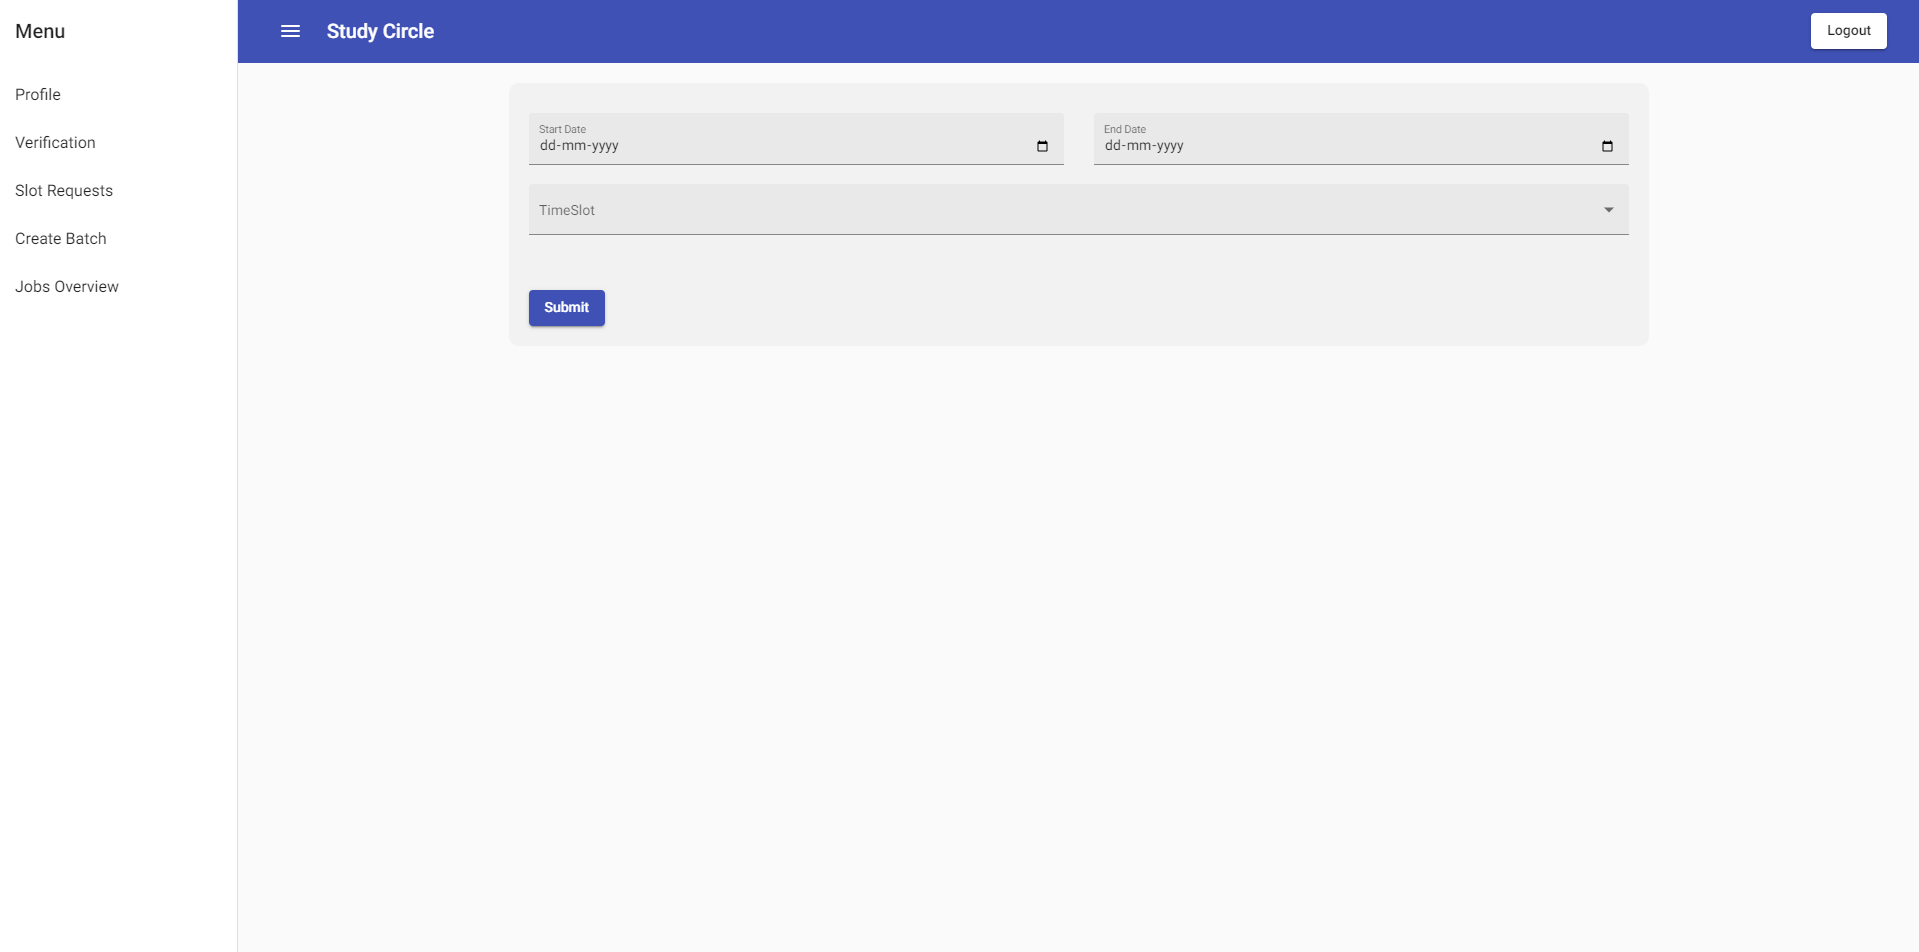 Menu
Profile
Verification
Slot Requests
Create Batch
Jobs Overview
Study Circle
Logout
Start Date
dd-mm-yyyy
End Date
dd-mm-yyyy
TimeSlot
Submit